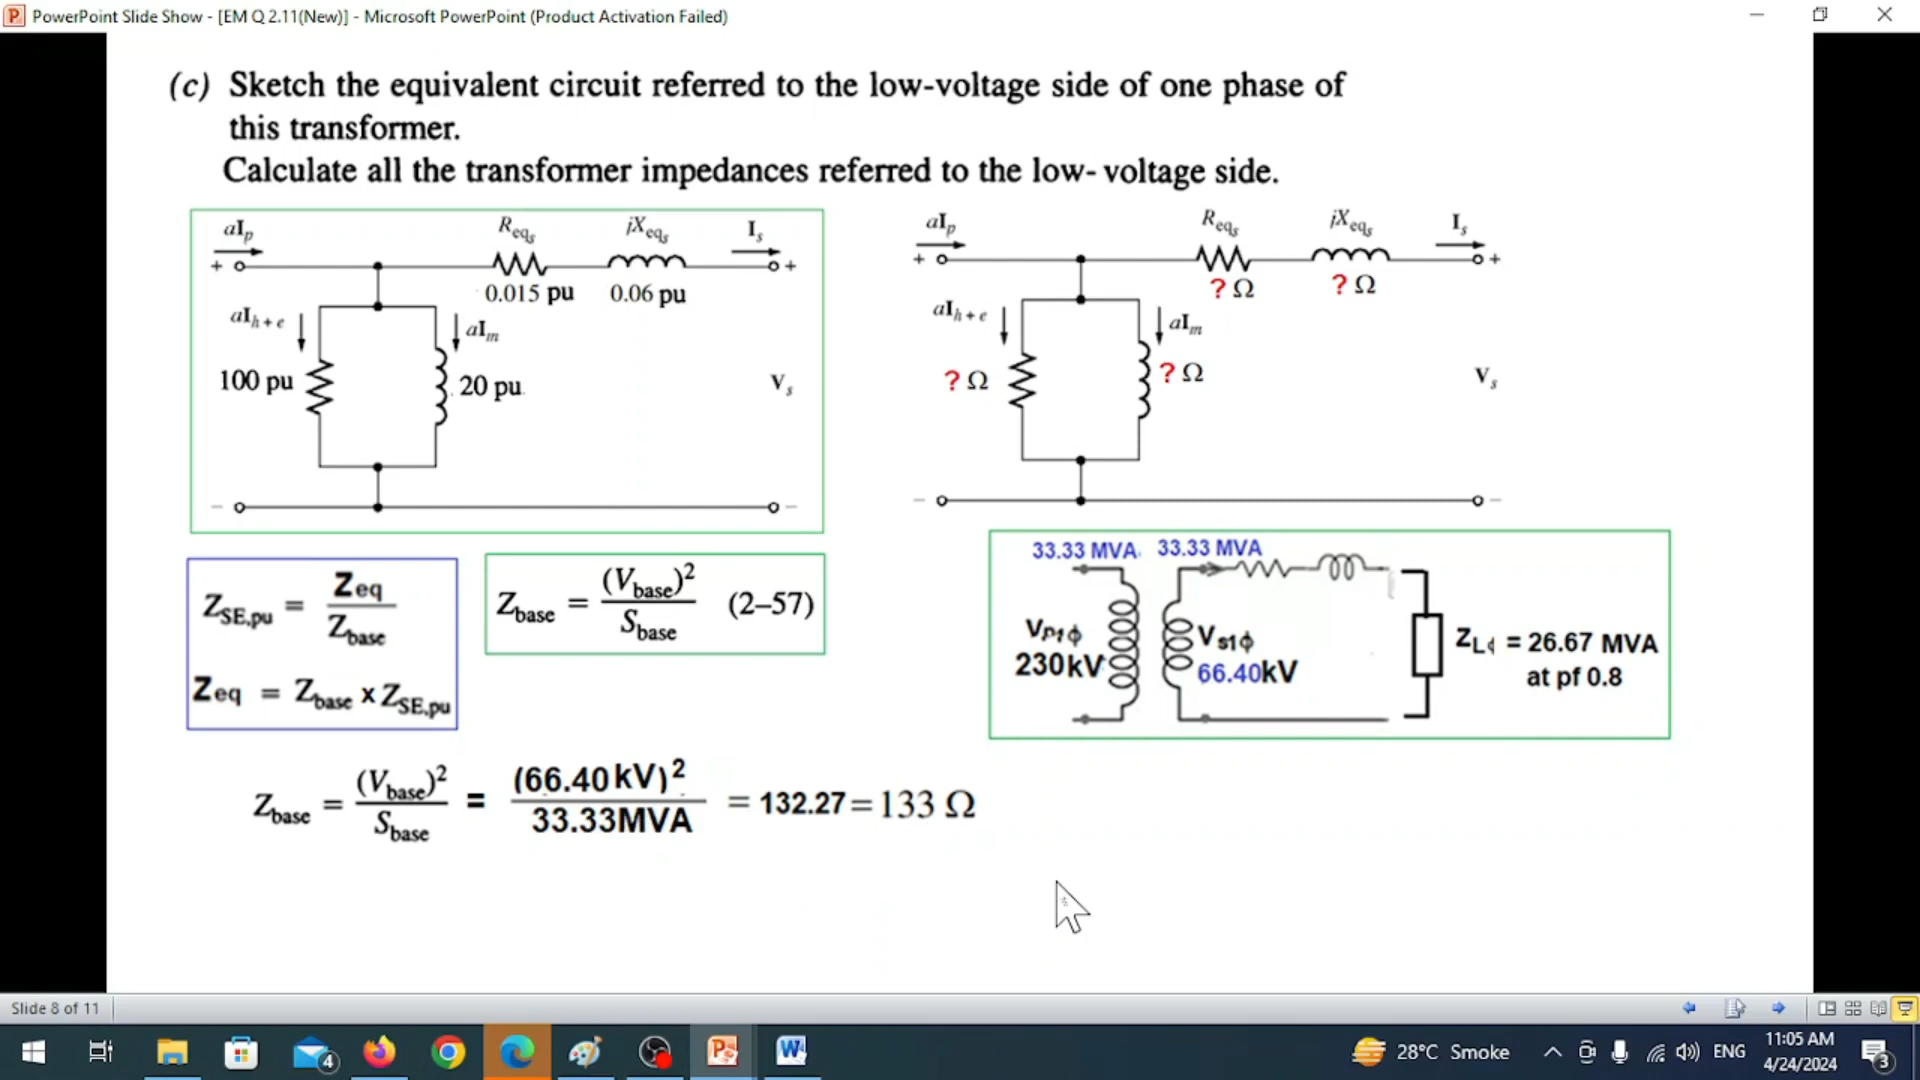 PowerPoint Slide Show - [EM Q 2.11(New)] - Microsoft PowerPoint (Product Activation Failed)
(c) Sketch the equivalent circuit referred to the low-voltage side of one phase of
this transformer.
Calculate all the transformer impedances referred to the low- voltage side.
aIp
Reqs
jXeqs
Is
+
+
0.015 pu
0.06 pu
aIh+e
aIm
100 pu
20 pu
Vs
–
–
aIp
Reqs
jXeqs
Is
+
+
? Ω
? Ω
aIh+e
aIm
? Ω
? Ω
Vs
–
–
ZSE,pu = Zeq / Zbase
Zeq = Zbase x ZSE,pu
Zbase = (Vbase)² / Sbase (2–57)
33.33 MVA 33.33 MVA
VP1ϕ
230kV
Vs1ϕ
66.40kV
= 26.67 MVA
at pf 0.8
Zbase = (Vbase)² / Sbase = (66.40 kV)² / 33.33MVA = 132.27 = 133 Ω
Slide 8 of 11
4
28°C Smoke
ENG
11:05 AM
4/24/2024
3